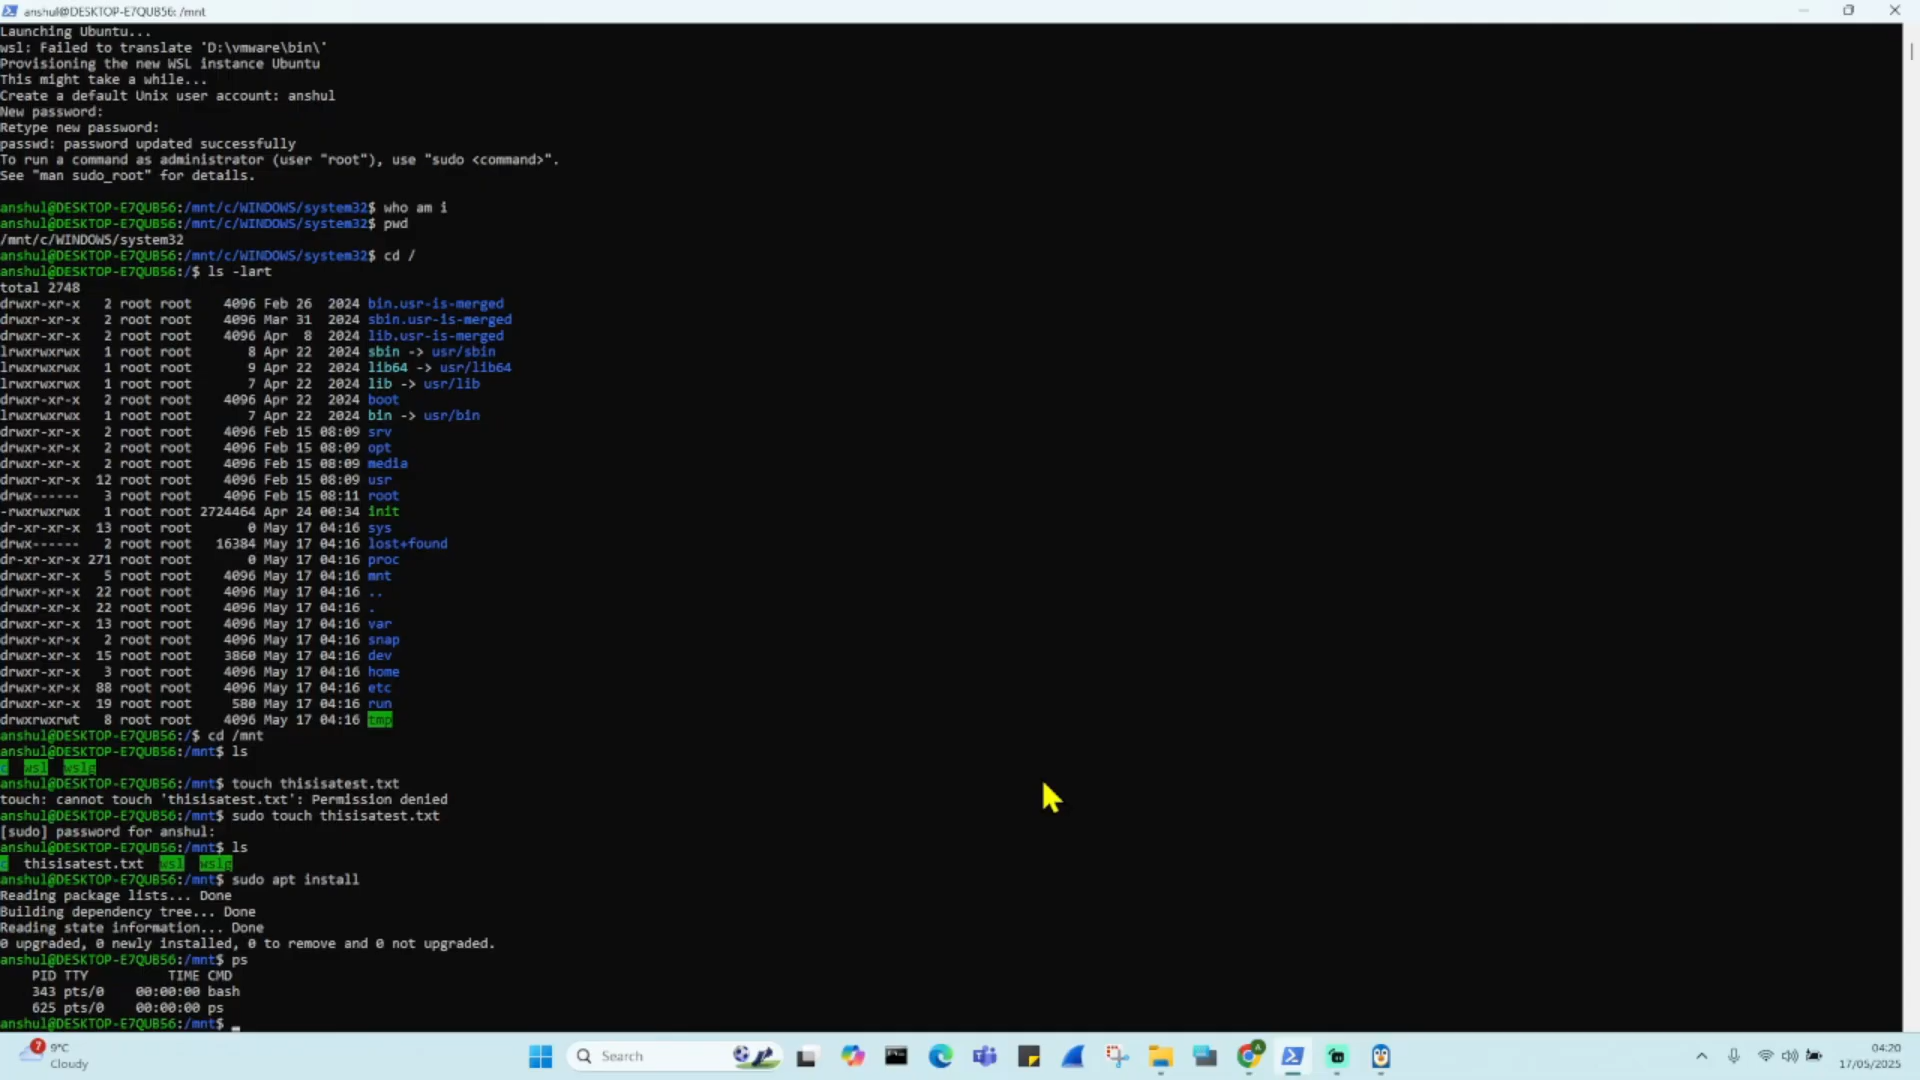 anshul@DESKTOP-E7QUB56: /mnt
Launching Ubuntu...
wsl: Failed to translate 'D:\vmware\bin\'
Provisioning the new WSL instance Ubuntu
This might take a while...
Create a default Unix user account: anshul
New password:
Retype new password:
passwd: password updated successfully
To run a command as administrator (user "root"), use "sudo <command>".
See "man sudo_root" for details.
anshul@DESKTOP-E7QUB56:/mnt/c/WINDOWS/system32$ who am i
anshul@DESKTOP-E7QUB56:/mnt/c/WINDOWS/system32$ pwd
/mnt/c/WINDOWS/system32
anshul@DESKTOP-E7QUB56:/mnt/c/WINDOWS/system32$ cd /
anshul@DESKTOP-E7QUB56:/$ ls -lart
total 2748
drwxr-xr-x   2 root root    4096 Feb 26  2024 bin.usr-is-merged
drwxr-xr-x   2 root root    4096 Mar 31  2024 sbin.usr-is-merged
drwxr-xr-x   2 root root    4096 Apr  8  2024 lib.usr-is-merged
lrwxrwxrwx   1 root root       8 Apr 22  2024 sbin -> usr/sbin
lrwxrwxrwx   1 root root       9 Apr 22  2024 lib64 -> usr/lib64
lrwxrwxrwx   1 root root       7 Apr 22  2024 lib -> usr/lib
drwxr-xr-x   2 root root    4096 Apr 22  2024 boot
lrwxrwxrwx   1 root root       7 Apr 22  2024 bin -> usr/bin
drwxr-xr-x   2 root root    4096 Feb 15 08:09 srv
drwxr-xr-x   2 root root    4096 Feb 15 08:09 opt
drwxr-xr-x   2 root root    4096 Feb 15 08:09 media
drwxr-xr-x  12 root root    4096 Feb 15 08:09 usr
drwx------   3 root root    4096 Feb 15 08:11 root
-rwxrwxrwx   1 root root 2724464 Apr 24 00:34 init
dr-xr-xr-x  13 root root       0 May 17 04:16 sys
drwx------   2 root root   16384 May 17 04:16 lost+found
dr-xr-xr-x 271 root root       0 May 17 04:16 proc
drwxr-xr-x   5 root root    4096 May 17 04:16 mnt
drwxr-xr-x  22 root root    4096 May 17 04:16 ..
drwxr-xr-x  22 root root    4096 May 17 04:16 .
drwxr-xr-x  13 root root    4096 May 17 04:16 var
drwxr-xr-x   2 root root    4096 May 17 04:16 snap
drwxr-xr-x  15 root root    3860 May 17 04:16 dev
drwxr-xr-x   3 root root    4096 May 17 04:16 home
drwxr-xr-x  88 root root    4096 May 17 04:16 etc
drwxr-xr-x  19 root root     580 May 17 04:16 run
drwxrwxrwt   8 root root    4096 May 17 04:16 tmp
anshul@DESKTOP-E7QUB56:/$ cd /mnt
anshul@DESKTOP-E7QUB56:/mnt$ ls
c  wsl  wslg
anshul@DESKTOP-E7QUB56:/mnt$ touch thisisatest.txt
touch: cannot touch 'thisisatest.txt': Permission denied
anshul@DESKTOP-E7QUB56:/mnt$ sudo touch thisisatest.txt
[sudo] password for anshul:
anshul@DESKTOP-E7QUB56:/mnt$ ls
c  thisisatest.txt  wsl  wslg
anshul@DESKTOP-E7QUB56:/mnt$ sudo apt install
Reading package lists... Done
Building dependency tree... Done
Reading state information... Done
0 upgraded, 0 newly installed, 0 to remove and 0 not upgraded.
anshul@DESKTOP-E7QUB56:/mnt$ ps
    PID TTY          TIME CMD
    343 pts/0    00:00:00 bash
    625 pts/0    00:00:00 ps
anshul@DESKTOP-E7QUB56:/mnt$ _
7
9°C
Cloudy
Search
A
04:20
17/05/2025